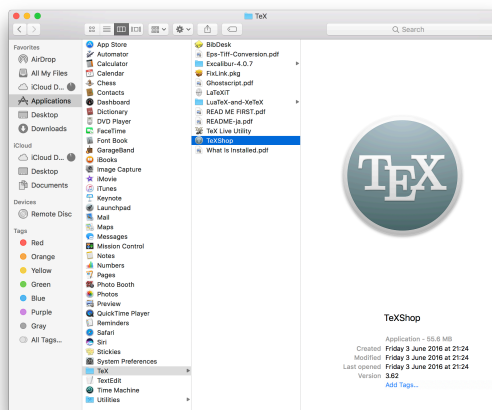 TeX
Search
Favorites
AirDrop
All My Files
iCloud D...
Applications
Desktop
Downloads
iCloud
iCloud D...
Desktop
Documents
Devices
Remote Disc
Tags
Red
Orange
Yellow
Green
Blue
Purple
Gray
All Tags...
App Store
Automator
Calculator
Calendar
Chess
Contacts
Dashboard
Dictionary
DVD Player
FaceTime
Font Book
GarageBand
iBooks
Image Capture
iMovie
iTunes
Keynote
Launchpad
Mail
Maps
Messages
Mission Control
Notes
Numbers
Pages
Photo Booth
Photos
Preview
QuickTime Player
Reminders
Safari
Siri
Stickies
System Preferences
TeX
TextEdit
Time Machine
Utilities
BibDesk
Eps-Tiff-Conversion.pdf
Excalibur-4.0.7
FixLink.pkg
Ghostscript.pdf
LaTeXiT
LuaTeX-and-XeTeX
READ ME FIRST.pdf
README-ja.pdf
TeX Live Utility
TeXShop
What Is Installed.pdf
TEX
TeXShop
Application - 55.6 MB
Created Friday 3 June 2016 at 21:24
Modified Friday 3 June 2016 at 21:24
Last opened Friday 3 June 2016 at 21:24
Version 3.62
Add Tags...